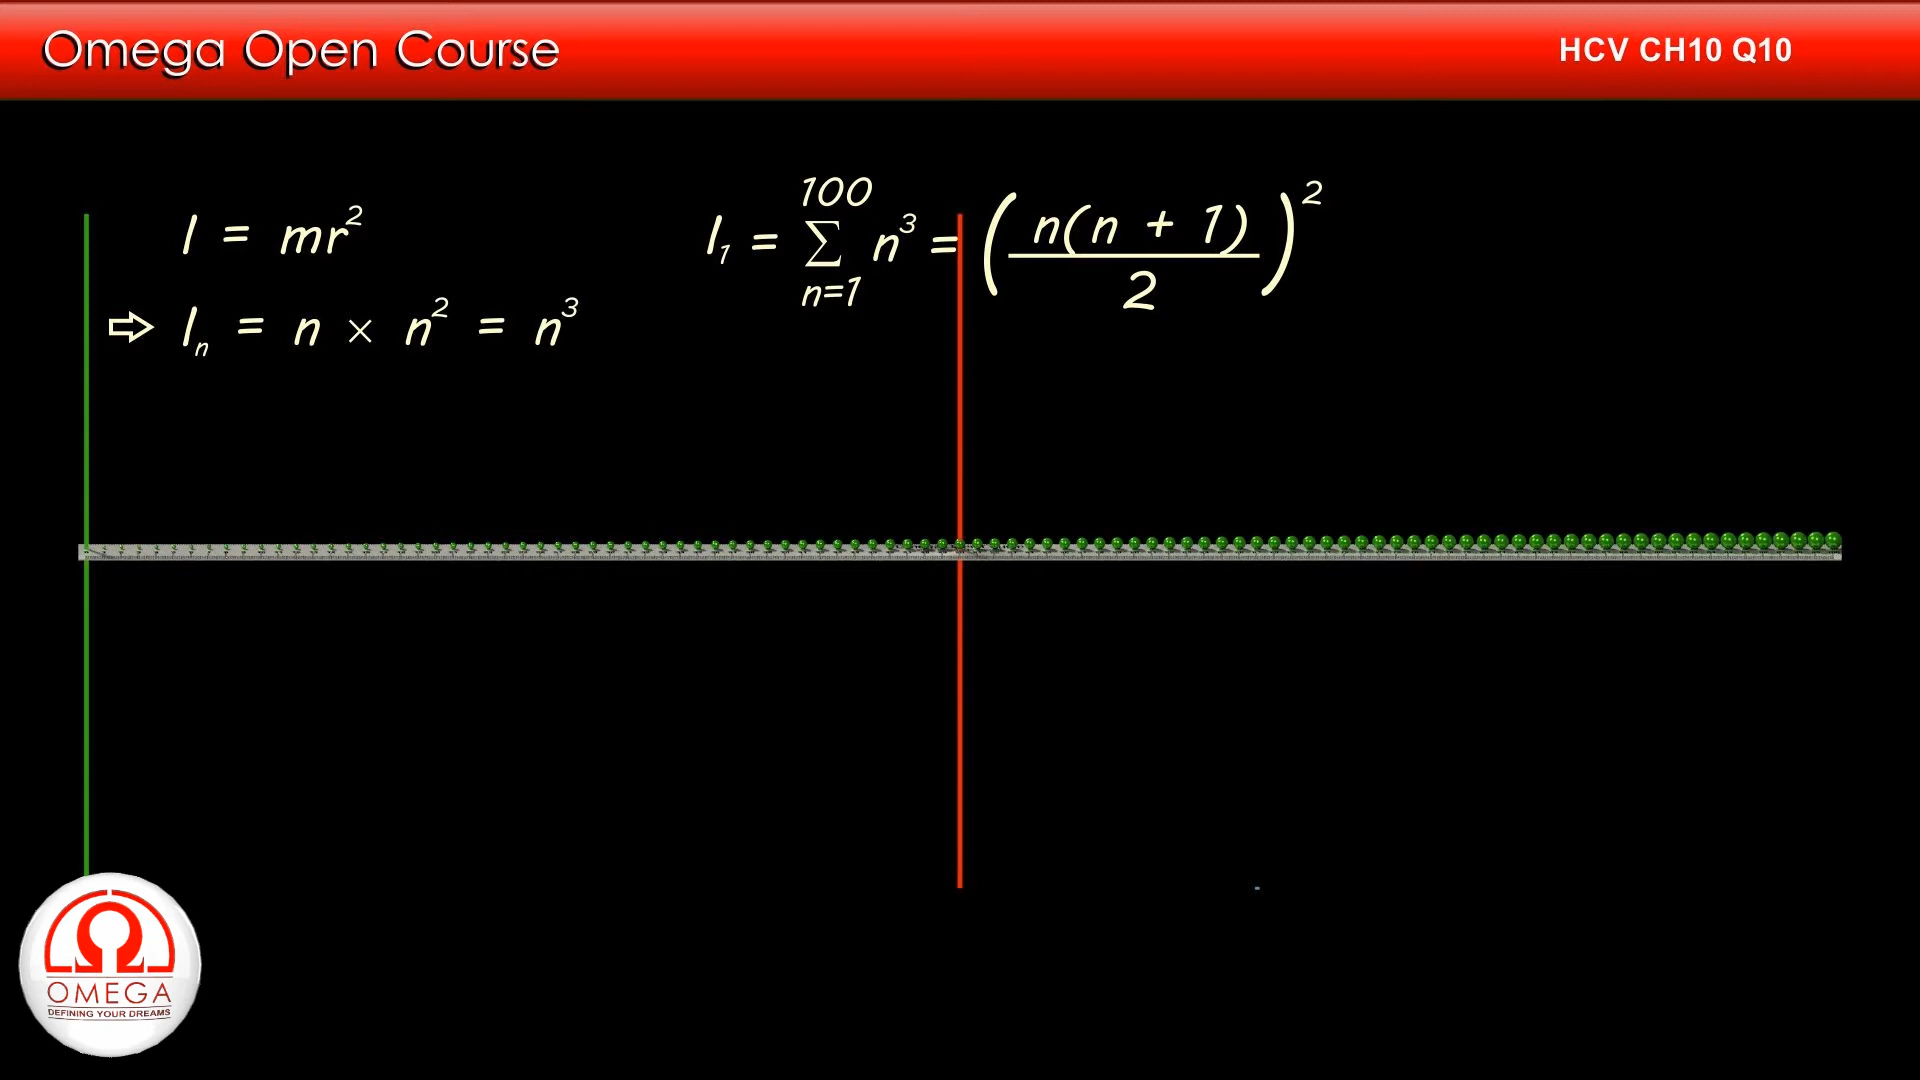 Omega Open Course
HCV CH10 Q10
I = mr²
⇨ Iₙ = n × n² = n³
I₁ = ∑_{n=1}^{100} n³ = (n(n + 1)/2)²
OMEGA
DEFINING YOUR DREAMS